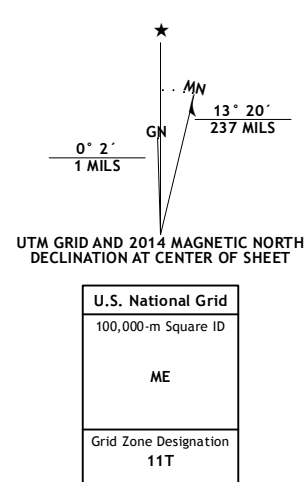 ★
MN
GN
13° 20´
237 MILS
0° 2´
1 MILS
UTM GRID AND 2014 MAGNETIC NORTH
DECLINATION AT CENTER OF SHEET
U.S. National Grid
100,000-m Square ID
ME
Grid Zone Designation
11T